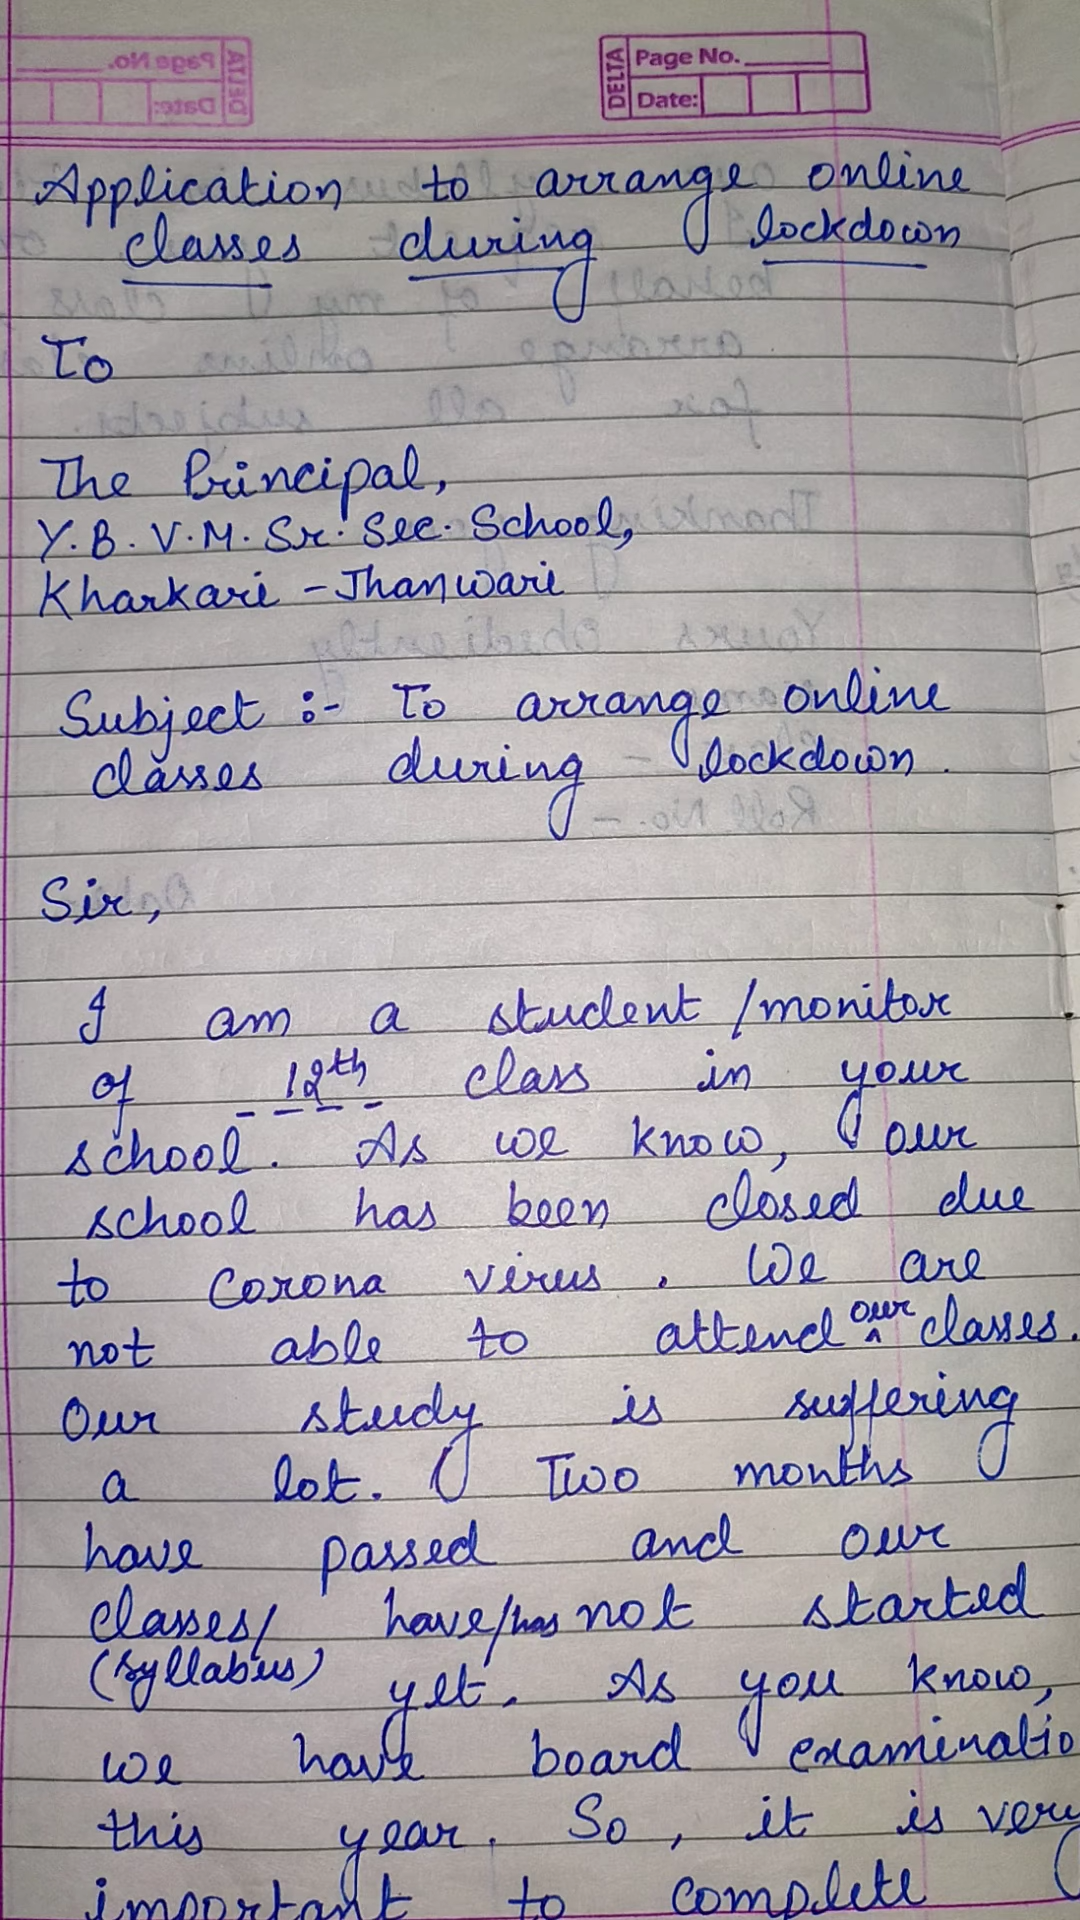 DELTA
Page No.
Date:
Application to arrange online
classes during lockdown
To
The Principal,
Y.B.V.M. Sr. Sec. School,
Kharkari - Jhanwari
Subject :- To arrange online
classes during lockdown.
Sir,
I am a student /monitor
of 12th class in your
school. As we know, our
school has been closed due
to corona virus. We are
not able to attend our classes.
Our study is suffering
a lot. Two months
have passed and our
classes/ have/has not started
(syllabus) yet. As you know,
we have board examinatio
this year. So, it is very
important to complete